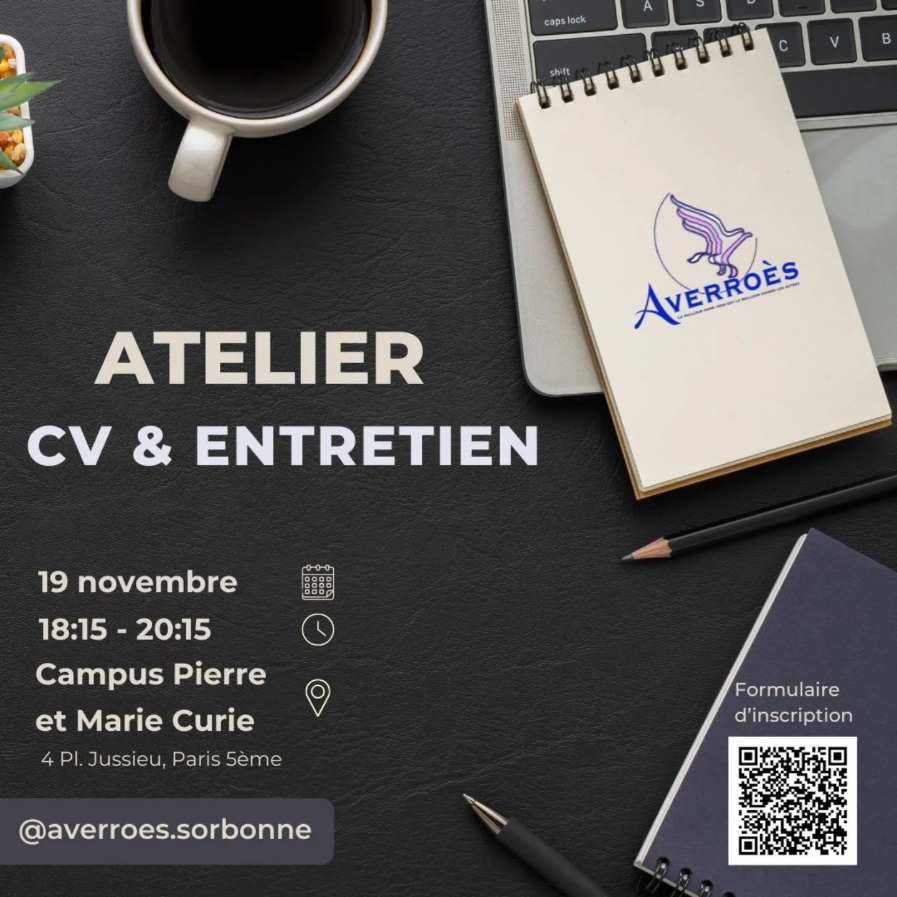 caps lock
A
S
D
shift
C
V
B
AVERROÈS
ATELIER
CV & ENTRETIEN
19 novembre
18:15 - 20:15
Campus Pierre
et Marie Curie
4 Pl. Jussieu, Paris 5ème
@averroes.sorbonne
Formulaire
d’inscription